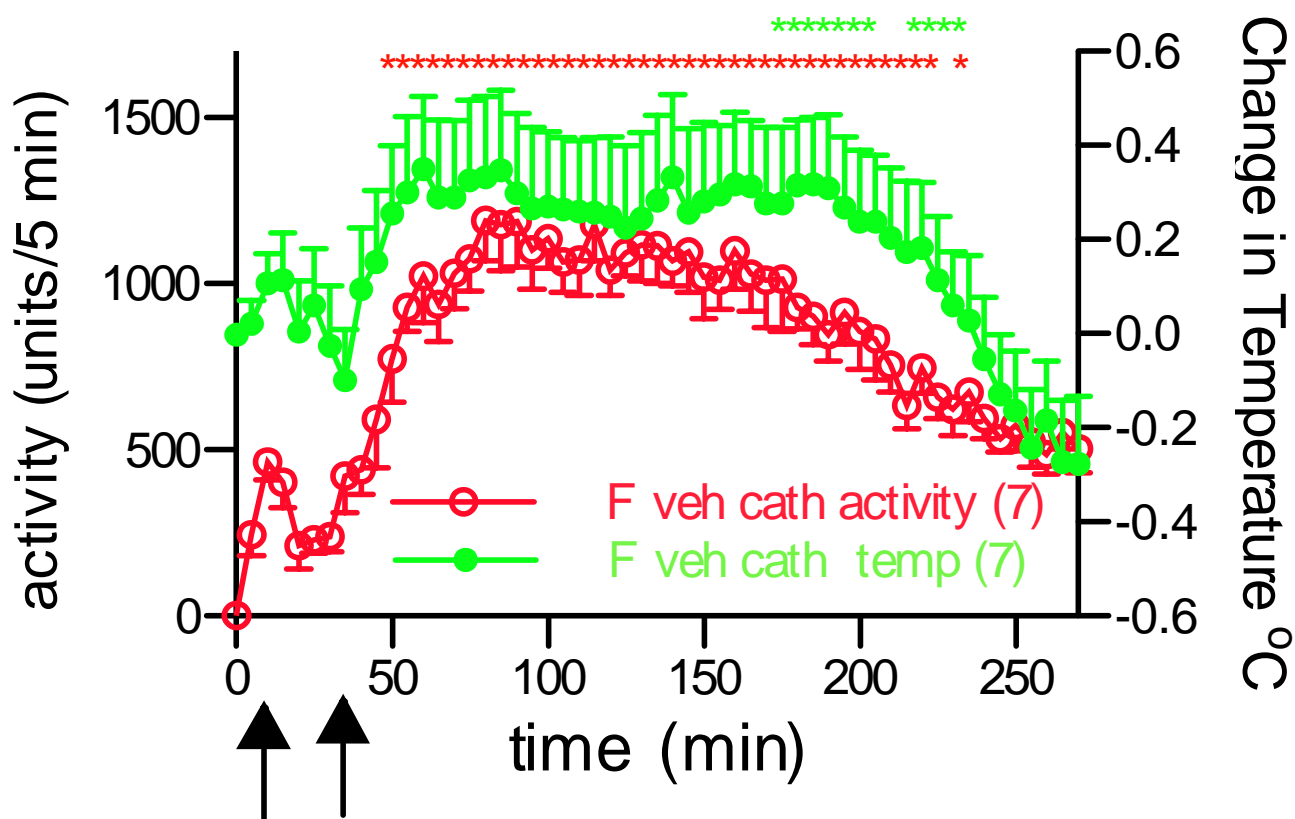 ******* ****
************************************* *
1500
1000
500
0
0.6
0.4
0.2
0.0
-0.2
-0.4
-0.6
activity (units/5 min)
Change in Temperature ºC
F veh cath activity (7)
F veh cath temp (7)
0 50 100 150 200 250
time (min)